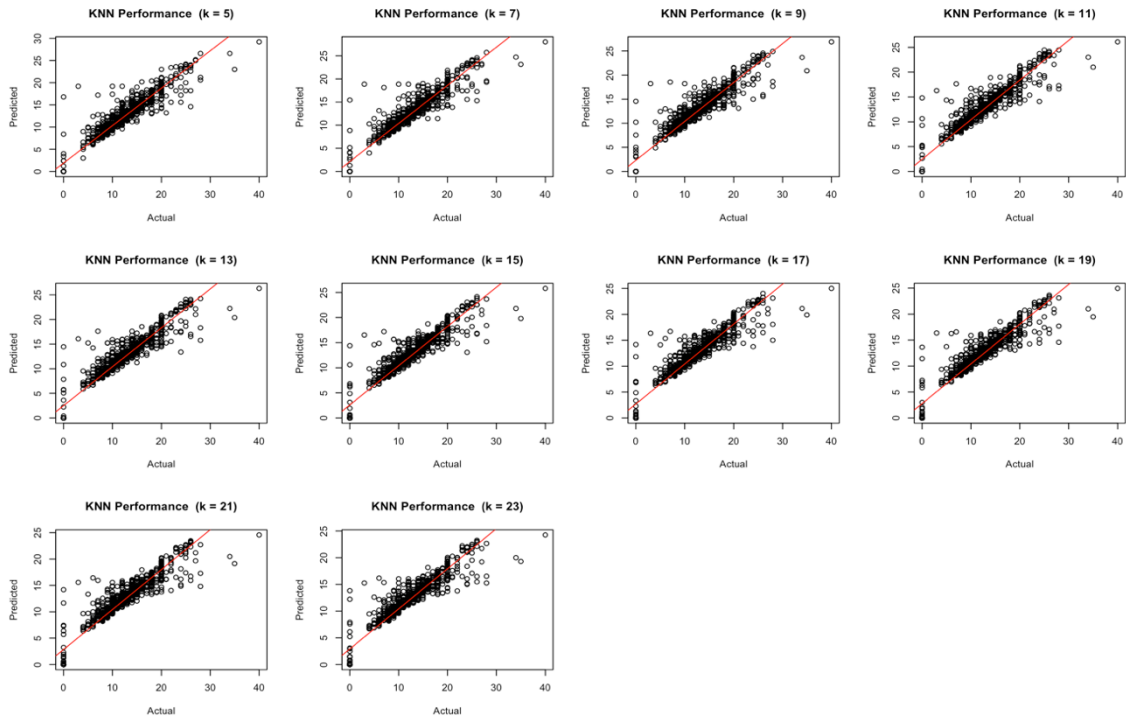 KNN Performance (k = 5)
Predicted
0 5 10 15 20 25 30
0 10 20 30 40
Actual
KNN Performance (k = 7)
Predicted
0 5 10 15 20 25
0 10 20 30 40
Actual
KNN Performance (k = 9)
Predicted
0 5 10 15 20 25
0 10 20 30 40
Actual
KNN Performance (k = 11)
Predicted
0 5 10 15 20 25
0 10 20 30 40
Actual
KNN Performance (k = 13)
Predicted
0 5 10 15 20 25
0 10 20 30 40
Actual
KNN Performance (k = 15)
Predicted
0 5 10 15 20 25
0 10 20 30 40
Actual
KNN Performance (k = 17)
Predicted
0 5 10 15 20 25
0 10 20 30 40
Actual
KNN Performance (k = 19)
Predicted
0 5 10 15 20 25
0 10 20 30 40
Actual
KNN Performance (k = 21)
Predicted
0 5 10 15 20 25
0 10 20 30 40
Actual
KNN Performance (k = 23)
Predicted
0 5 10 15 20 25
0 10 20 30 40
Actual